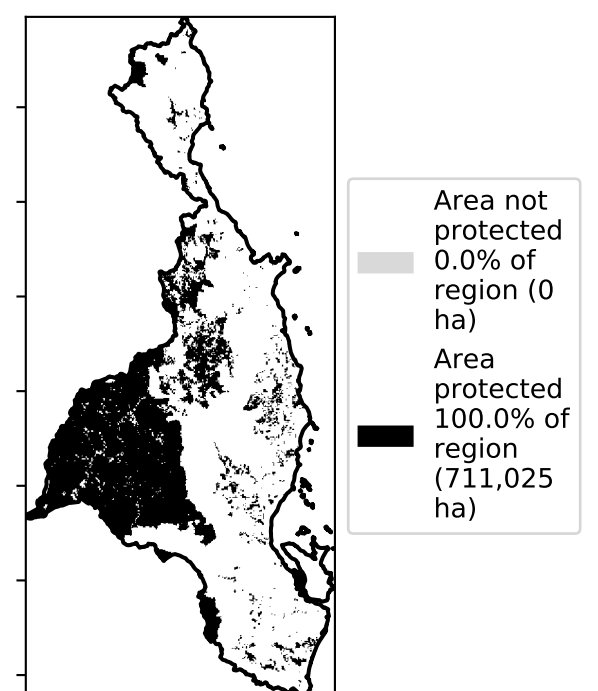 Area not
protected
0.0% of
region (0
ha)
Area
protected
100.0% of
region
(711,025
ha)